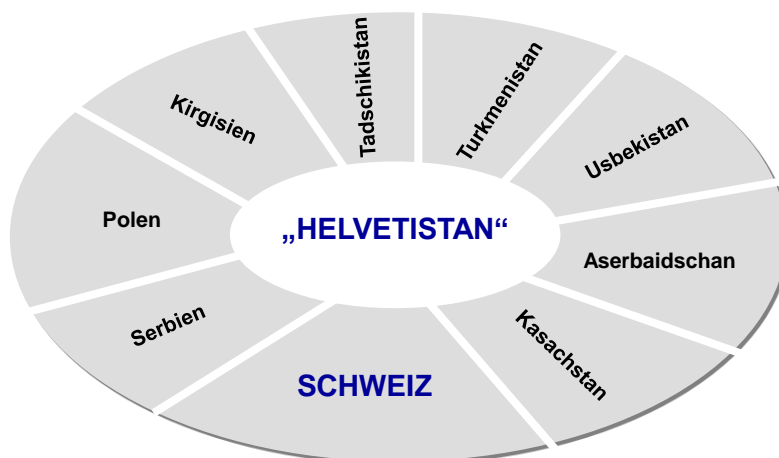 Tadschikistan
Turkmenistan
Kirgisien
Usbekistan
Polen
„HELVETISTAN“
Aserbaidschan
Serbien
Kasachstan
SCHWEIZ